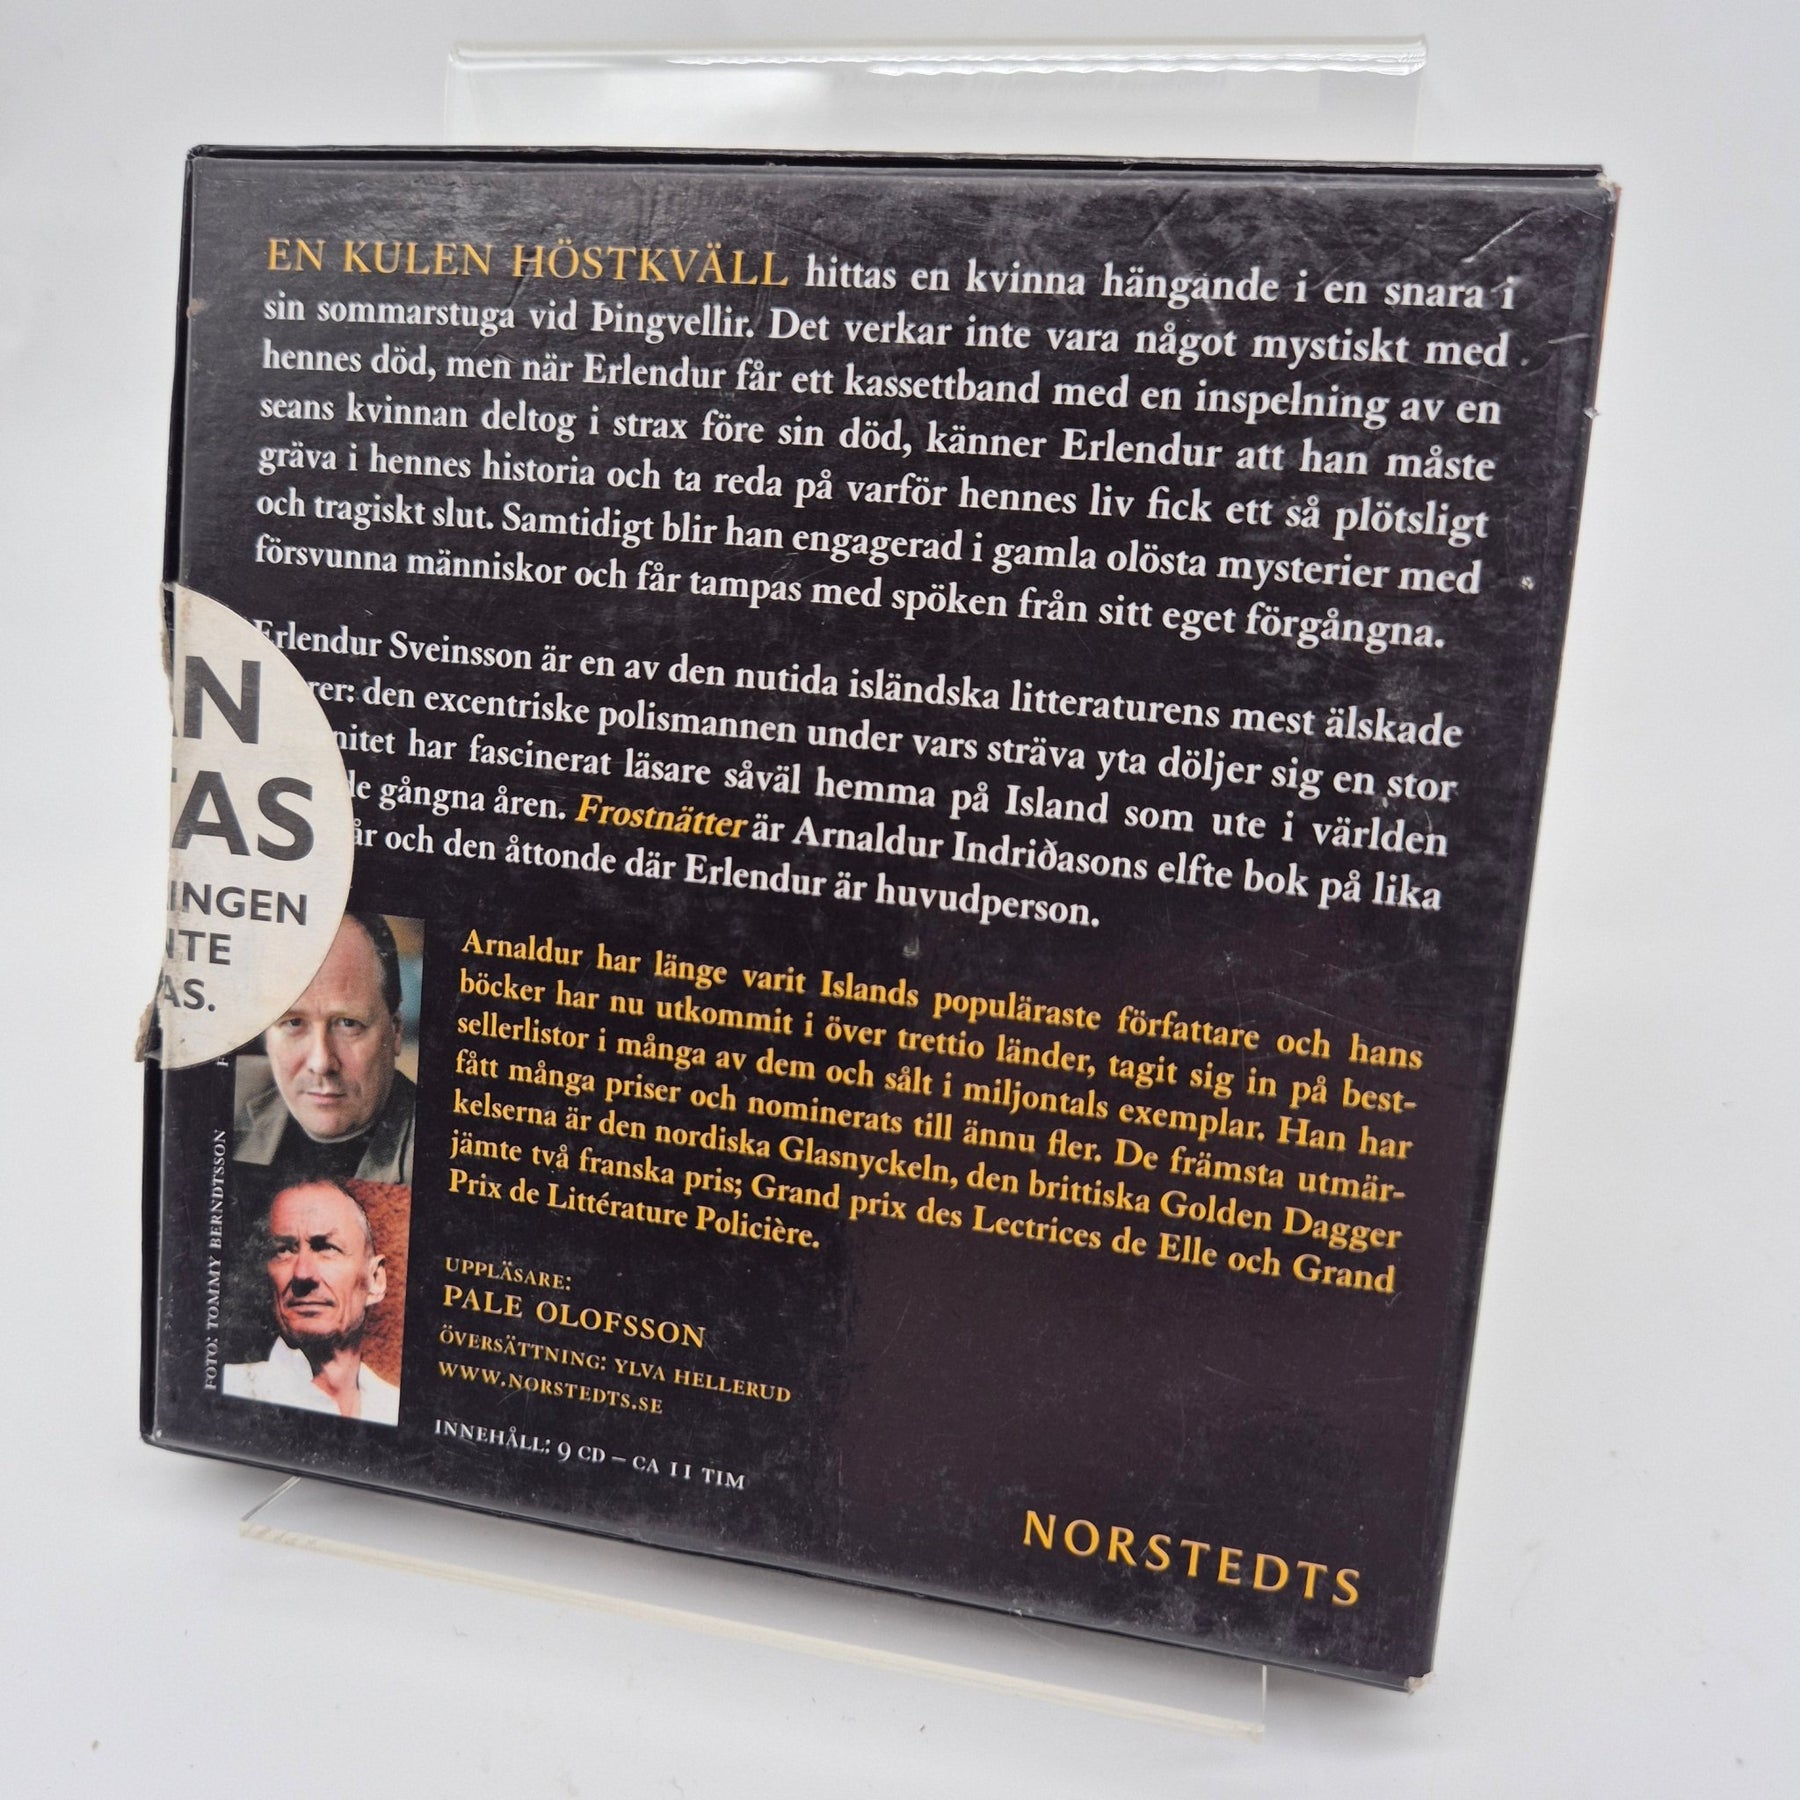 EN KULEN HÖSTKVÄLL hittas en kvinna hängande i en snara i
sin sommarstuga vid Þingvellir. Det verkar inte vara något mystiskt med
hennes död, men när Erlendur får ett kassettband med en inspelning av en
seans kvinnan deltog i strax före sin död, känner Erlendur att han måste
gräva i hennes historia och ta reda på varför hennes liv fick ett så plötsligt
och tragiskt slut. Samtidigt blir han engagerad i gamla olösta mysterier med
försvunna människor och får tampas med spöken från sitt eget förgångna.
Erlendur Sveinsson är en av den nutida isländska litteraturens mest älskade
rer: den excentriske polismannen under vars sträva yta döljer sig en stor
nitet har fascinerat läsare såväl hemma på Island som ute i världen
de gångna åren. Frostnätter är Arnaldur Indriðasons elfte bok på lika
år och den åttonde där Erlendur är huvudperson.
N
TAS
INGEN
NTE
AS.
Arnaldur har länge varit Islands populäraste författare och hans
böcker har nu utkommit i över trettio länder, tagit sig in på best-
sellerlistor i många av dem och sålt i miljontals exemplar. Han har
fått många priser och nominerats till ännu fler. De främsta utmär-
kelserna är den nordiska Glasnyckeln, den brittiska Golden Dagger
jämte två franska pris; Grand prix des Lectrices de Elle och Grand
Prix de Littérature Policière.
FOTO: TOMMY BERNDTSSON
UPPLÄSARE:
PALE OLOFSSON
ÖVERSÄTTNING: YLVA HELLERUD
WWW.NORSTEDTS.SE
INNEHÅLL: 9 CD – CA 11 TIM
NORSTEDTS